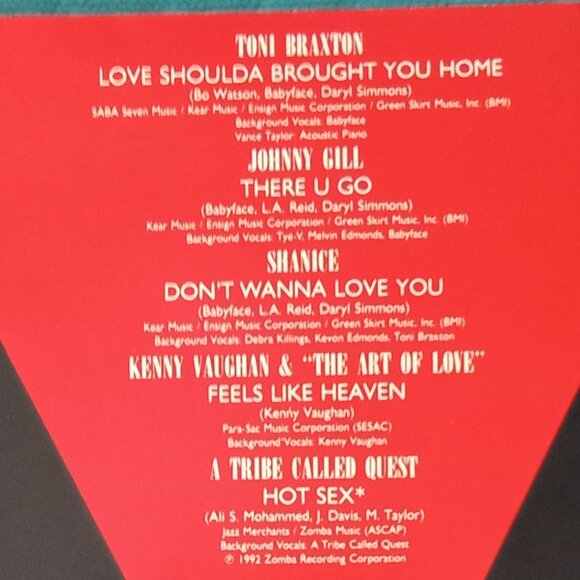 TONI BRAXTON
LOVE SHOULDA BROUGHT YOU HOME
(Bo Watson, Babyface, Daryl Simmons)
SABA Seven Music / Kear Music / Ensign Music Corporation / Green Skirt Music, Inc. (BMI)
Background Vocals: Babyface
Vance Taylor: Acoustic Piano
JOHNNY GILL
THERE U GO
(Babyface, L.A. Reid, Daryl Simmons)
Kear Music / Ensign Music Corporation / Green Skirt Music, Inc. (BMI)
Background Vocals: Tye-V, Melvin Edmonds, Babyface
SHANICE
DON'T WANNA LOVE YOU
(Babyface, L.A. Reid, Daryl Simmons)
Kear Music / Ensign Music Corporation / Green Skirt Music, Inc. (BMI)
Background Vocals: Debra Killings, Kevon Edmonds, Toni Braxton
KENNY VAUGHAN & "THE ART OF LOVE"
FEELS LIKE HEAVEN
(Kenny Vaughan)
Para-Sac Music Corporation (SESAC)
Background Vocals: Kenny Vaughan
A TRIBE CALLED QUEST
HOT SEX*
(Ali S. Mohammed, J. Davis, M. Taylor)
Jazz Merchants / Zomba Music (ASCAP)
Background Vocals: A Tribe Called Quest
℗ 1992 Zomba Recording Corporation